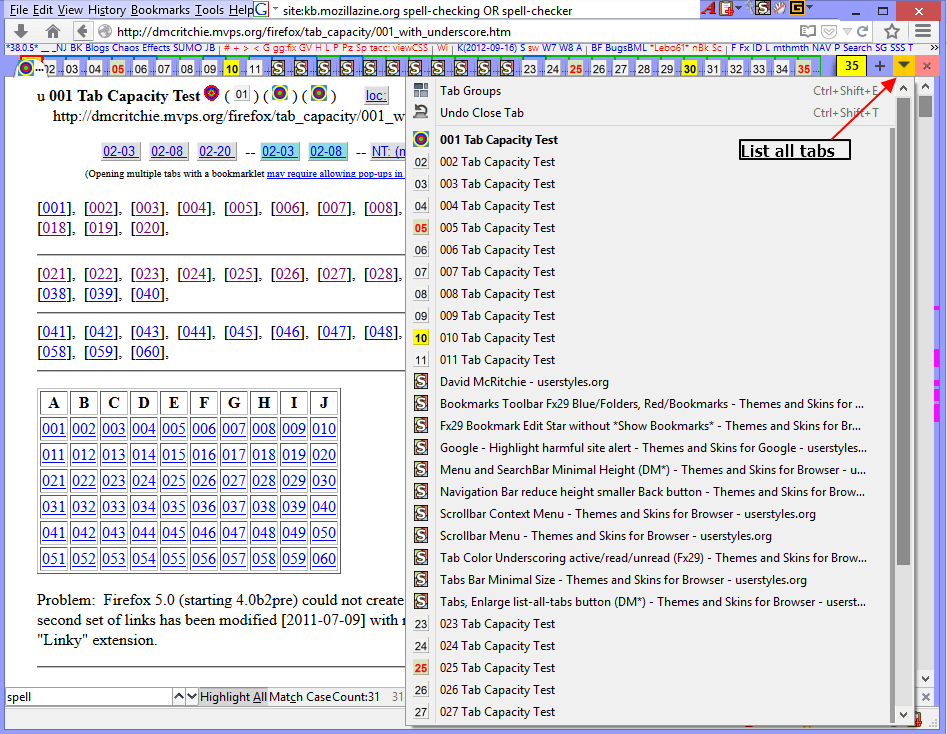 File Edit View History Bookmarks Tools Help
site:kb.mozillazine.org spell-checking OR spell-checker
http://dmcritchie.mvps.org/firefox/tab_capacity/001_with_underscore.htm
*38.0.5* __NJ BK Blogs Chaos Effects SUMO JB | # + > < G gg:fix GV H L P Pz Sp tacc: viewCSS | Wi | K(2012-09-16) S sw W7 W8 A | BF BugsBML *Lebo61* nBk Sc | F Fx ID L mthmth NAV P Search SG SSS T
... 02 03 04 05 06 07 08 09 10 11 S S S S S S S S S S S 23 24 25 26 27 28 29 30 31 32 33 34 35 ... 35 +
u 001 Tab Capacity Test ( 01 ) ( ) ( ) loc:
http://dmcritchie.mvps.org/firefox/tab_capacity/001_w
02-03 02-08 02-20 -- 02-03 02-08 -- NT: (n
(Opening multiple tabs with a bookmarklet may require allowing pop-ups in
[001], [002], [003], [004], [005], [006], [007], [008],
[018], [019], [020],
[021], [022], [023], [024], [025], [026], [027], [028],
[038], [039], [040],
[041], [042], [043], [044], [045], [046], [047], [048],
[058], [059], [060],
A B C D E F G H I J
001 002 003 004 005 006 007 008 009 010
011 012 013 014 015 016 017 018 019 020
021 022 023 024 025 026 027 028 029 030
031 032 033 034 035 036 037 038 039 040
041 042 043 044 045 046 047 048 049 050
051 052 053 054 055 056 057 058 059 060
Problem: Firefox 5.0 (starting 4.0b2pre) could not create
second set of links has been modified [2011-07-09] with
"Linky" extension.
Tab Groups Ctrl+Shift+E
Undo Close Tab Ctrl+Shift+T
List all tabs
001 Tab Capacity Test
02 002 Tab Capacity Test
03 003 Tab Capacity Test
04 004 Tab Capacity Test
05 005 Tab Capacity Test
06 006 Tab Capacity Test
07 007 Tab Capacity Test
08 008 Tab Capacity Test
09 009 Tab Capacity Test
10 010 Tab Capacity Test
11 011 Tab Capacity Test
S David McRitchie - userstyles.org
S Bookmarks Toolbar Fx29 Blue/Folders, Red/Bookmarks - Themes and Skins for ...
S Fx29 Bookmark Edit Star without *Show Bookmarks* - Themes and Skins for Br...
S Google - Highlight harmful site alert - Themes and Skins for Google - userstyles...
S Menu and SearchBar Minimal Height (DM*) - Themes and Skins for Browser - u...
S Navigation Bar reduce height smaller Back button - Themes and Skins for Brow...
S Scrollbar Context Menu - Themes and Skins for Browser - userstyles.org
S Scrollbar Menu - Themes and Skins for Browser - userstyles.org
S Tab Color Underscoring active/read/unread (Fx29) - Themes and Skins for Brow...
S Tabs Bar Minimal Size - Themes and Skins for Browser - userstyles.org
S Tabs, Enlarge list-all-tabs button (DM*) - Themes and Skins for Browser - userst...
23 023 Tab Capacity Test
24 024 Tab Capacity Test
25 025 Tab Capacity Test
26 026 Tab Capacity Test
27 027 Tab Capacity Test
spell Highlight All Match Case Count:31 31